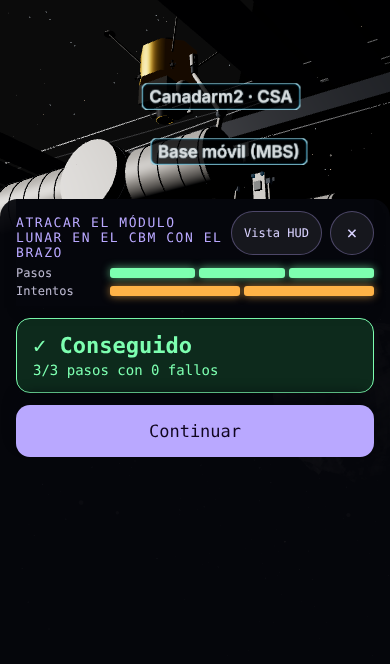 Canadarm2 · CSA
Base móvil (MBS)
ATRACAR EL MÓDULO
LUNAR EN EL CBM CON EL
BRAZO
Vista HUD
×
Pasos
Intentos
✓ Conseguido
3/3 pasos con 0 fallos
Continuar